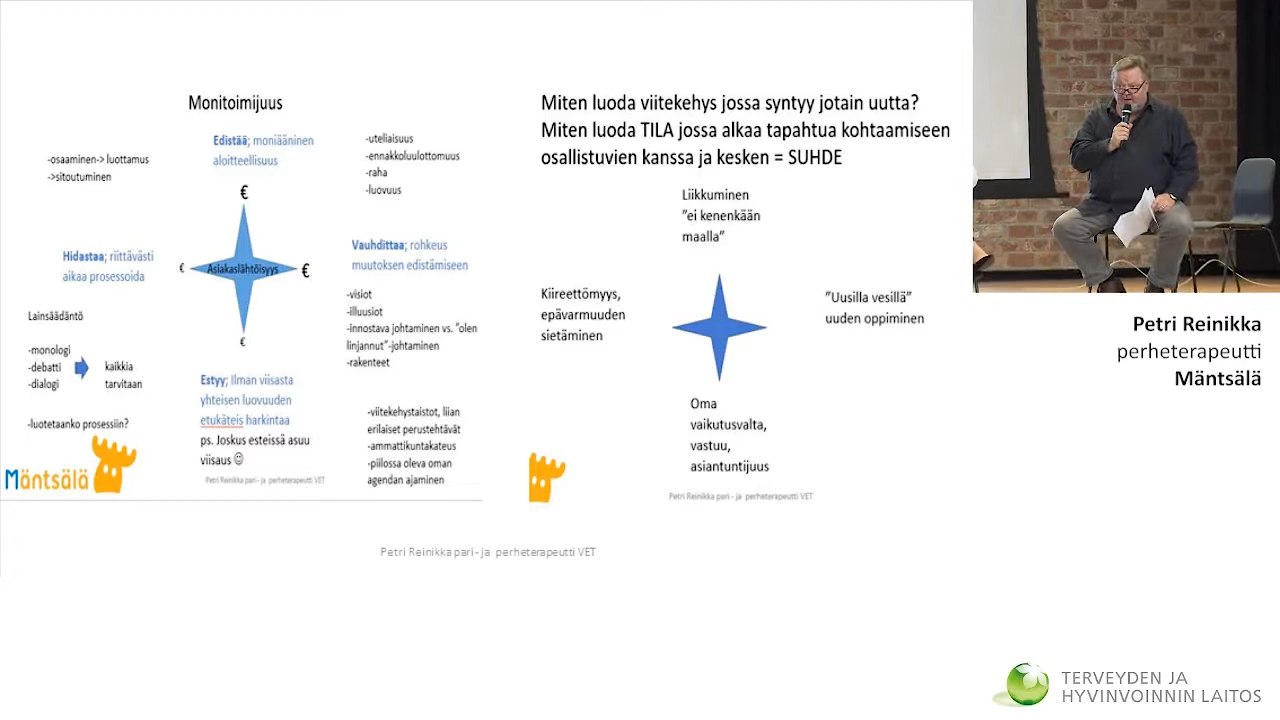 Monitoimijuus
Edistää; moniääninen
aloitteellisuus
-osaaminen-> luottamus
->sitoutuminen
-uteliaisuus
-ennakkoluulottomuus
-raha
-luovuus
€
Hidastaa; riittävästi
aikaa prosessoida
€
Asiakaslähtöisyys
€
Vauhdittaa; rohkeus
muutoksen edistämiseen
-visiot
-illuusiot
-innostava johtaminen vs. ”olen
linjannut”-johtaminen
-rakenteet
€
Lainsäädäntö
-monologi
-debatti
-dialogi
kaikkia
tarvitaan
-luotetaanko prosessiin?
Estyy; Ilman viisasta
yhteisen luovuuden
etukäteis harkintaa
ps. Joskus esteissä asuu
viisaus ☺
-viitekehystaistot, liian
erilaiset perustehtävät
-ammattikuntakateus
-piilossa oleva oman
agendan ajaminen
Mäntsälä
Petri Reinikka pari - ja perheterapeutti VET
Miten luoda viitekehys jossa syntyy jotain uutta?
Miten luoda TILA jossa alkaa tapahtua kohtaamiseen
osallistuvien kanssa ja kesken = SUHDE
Liikkuminen
”ei kenenkään
maalla”
Kiireettömyys,
epävarmuuden
sietäminen
”Uusilla vesillä”
uuden oppiminen
Oma
vaikutusvalta,
vastuu,
asiantuntijuus
Petri Reinikka pari - ja perheterapeutti VET
Petri Reinikka pari - ja perheterapeutti VET
Petri Reinikka
perheterapeutti
Mäntsälä
TERVEYDEN JA
HYVINVOINNIN LAITOS